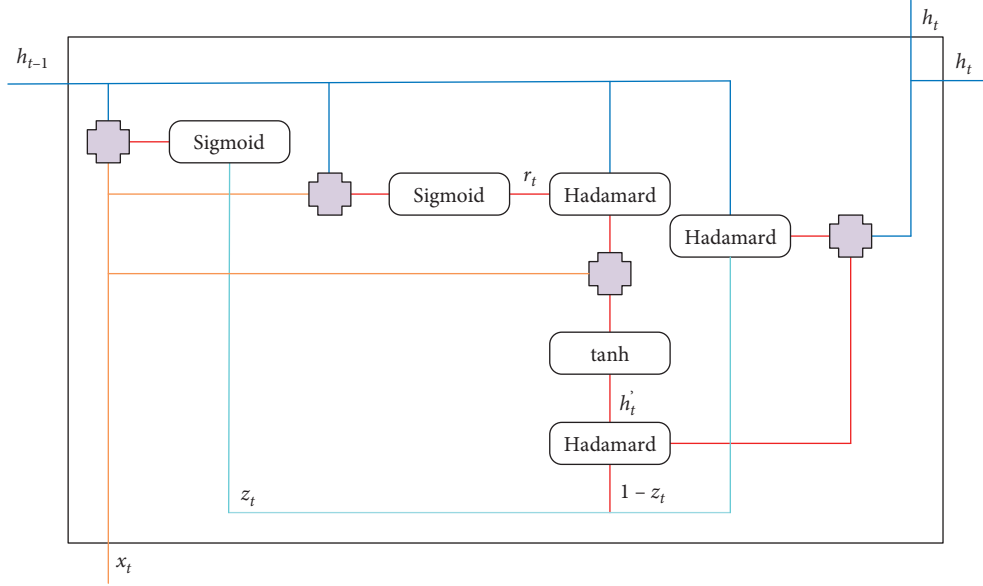 h_t
h_{t–1}
h_t
Sigmoid
r_t
Sigmoid
Hadamard
Hadamard
tanh
h'_t
Hadamard
z_t
1 – z_t
x_t